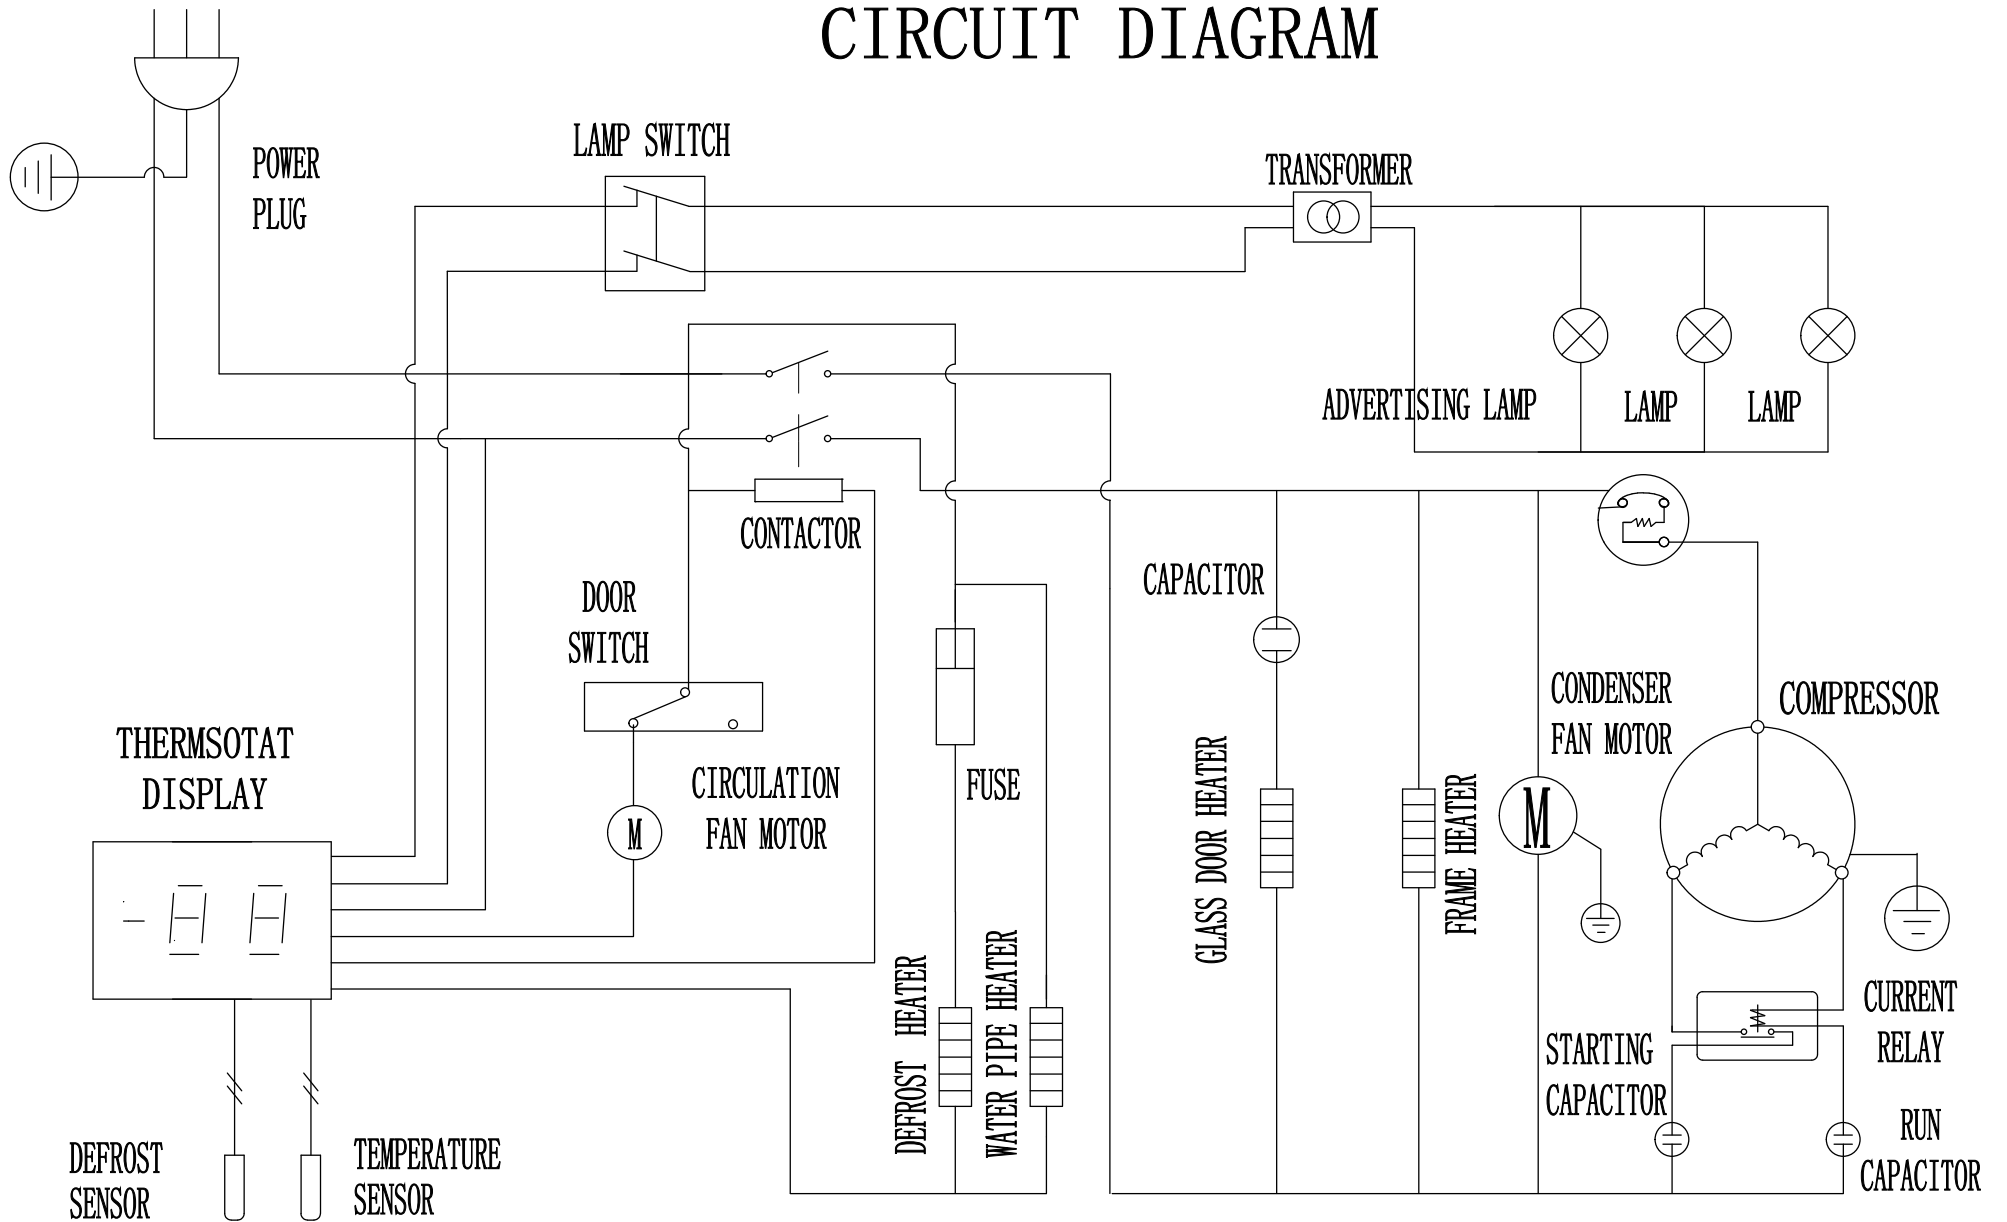 CIRCUIT DIAGRAM
POWER
PLUG
LAMP SWITCH
TRANSFORMER
ADVERTISING LAMP
LAMP
LAMP
CONTACTOR
CAPACITOR
DOOR
SWITCH
CONDENSER
FAN MOTOR
COMPRESSOR
THERMSOTAT
DISPLAY
CIRCULATION
FAN MOTOR
FUSE
M
M
GLASS DOOR HEATER
FRAME HEATER
DEFROST HEATER
WATER PIPE HEATER
CURRENT
RELAY
STARTING
CAPACITOR
RUN
CAPACITOR
DEFROST
SENSOR
TEMPERATURE
SENSOR